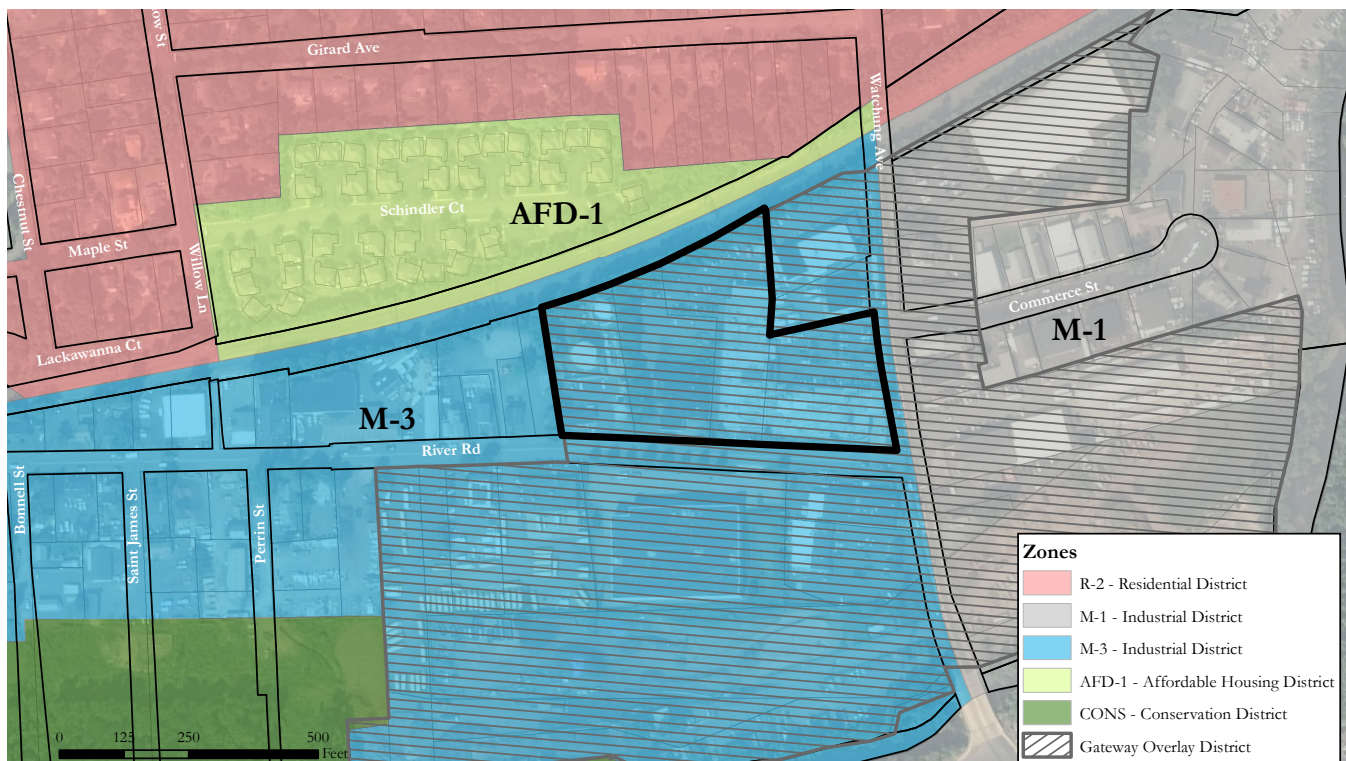 ow St
Girard Ave
Watchung Ave
Chestnut St
Schindler Ct
AFD-1
Maple St
Willow Ln
Commerce St
M-1
Lackawanna Ct
M-3
River Rd
Bonnell St
Saint James St
Perrin St
Zones
R-2 - Residential District
M-1 - Industrial District
M-3 - Industrial District
AFD-1 - Affordable Housing District
CONS - Conservation District
Gateway Overlay District
0 125 250 500
Feet